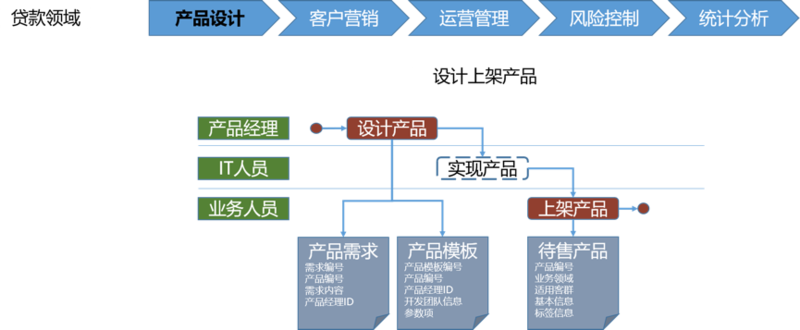 贷款领域
产品设计
客户营销
运营管理
风险控制
统计分析
设计上架产品
产品经理
设计产品
IT人员
实现产品
业务人员
上架产品
产品需求
需求编号
产品编号
需求内容
产品经理ID
产品模板
产品模板编号
产品编号
产品经理ID
开发团队信息
参数项
待售产品
产品编号
业务领域
适用客群
基本信息
标签信息